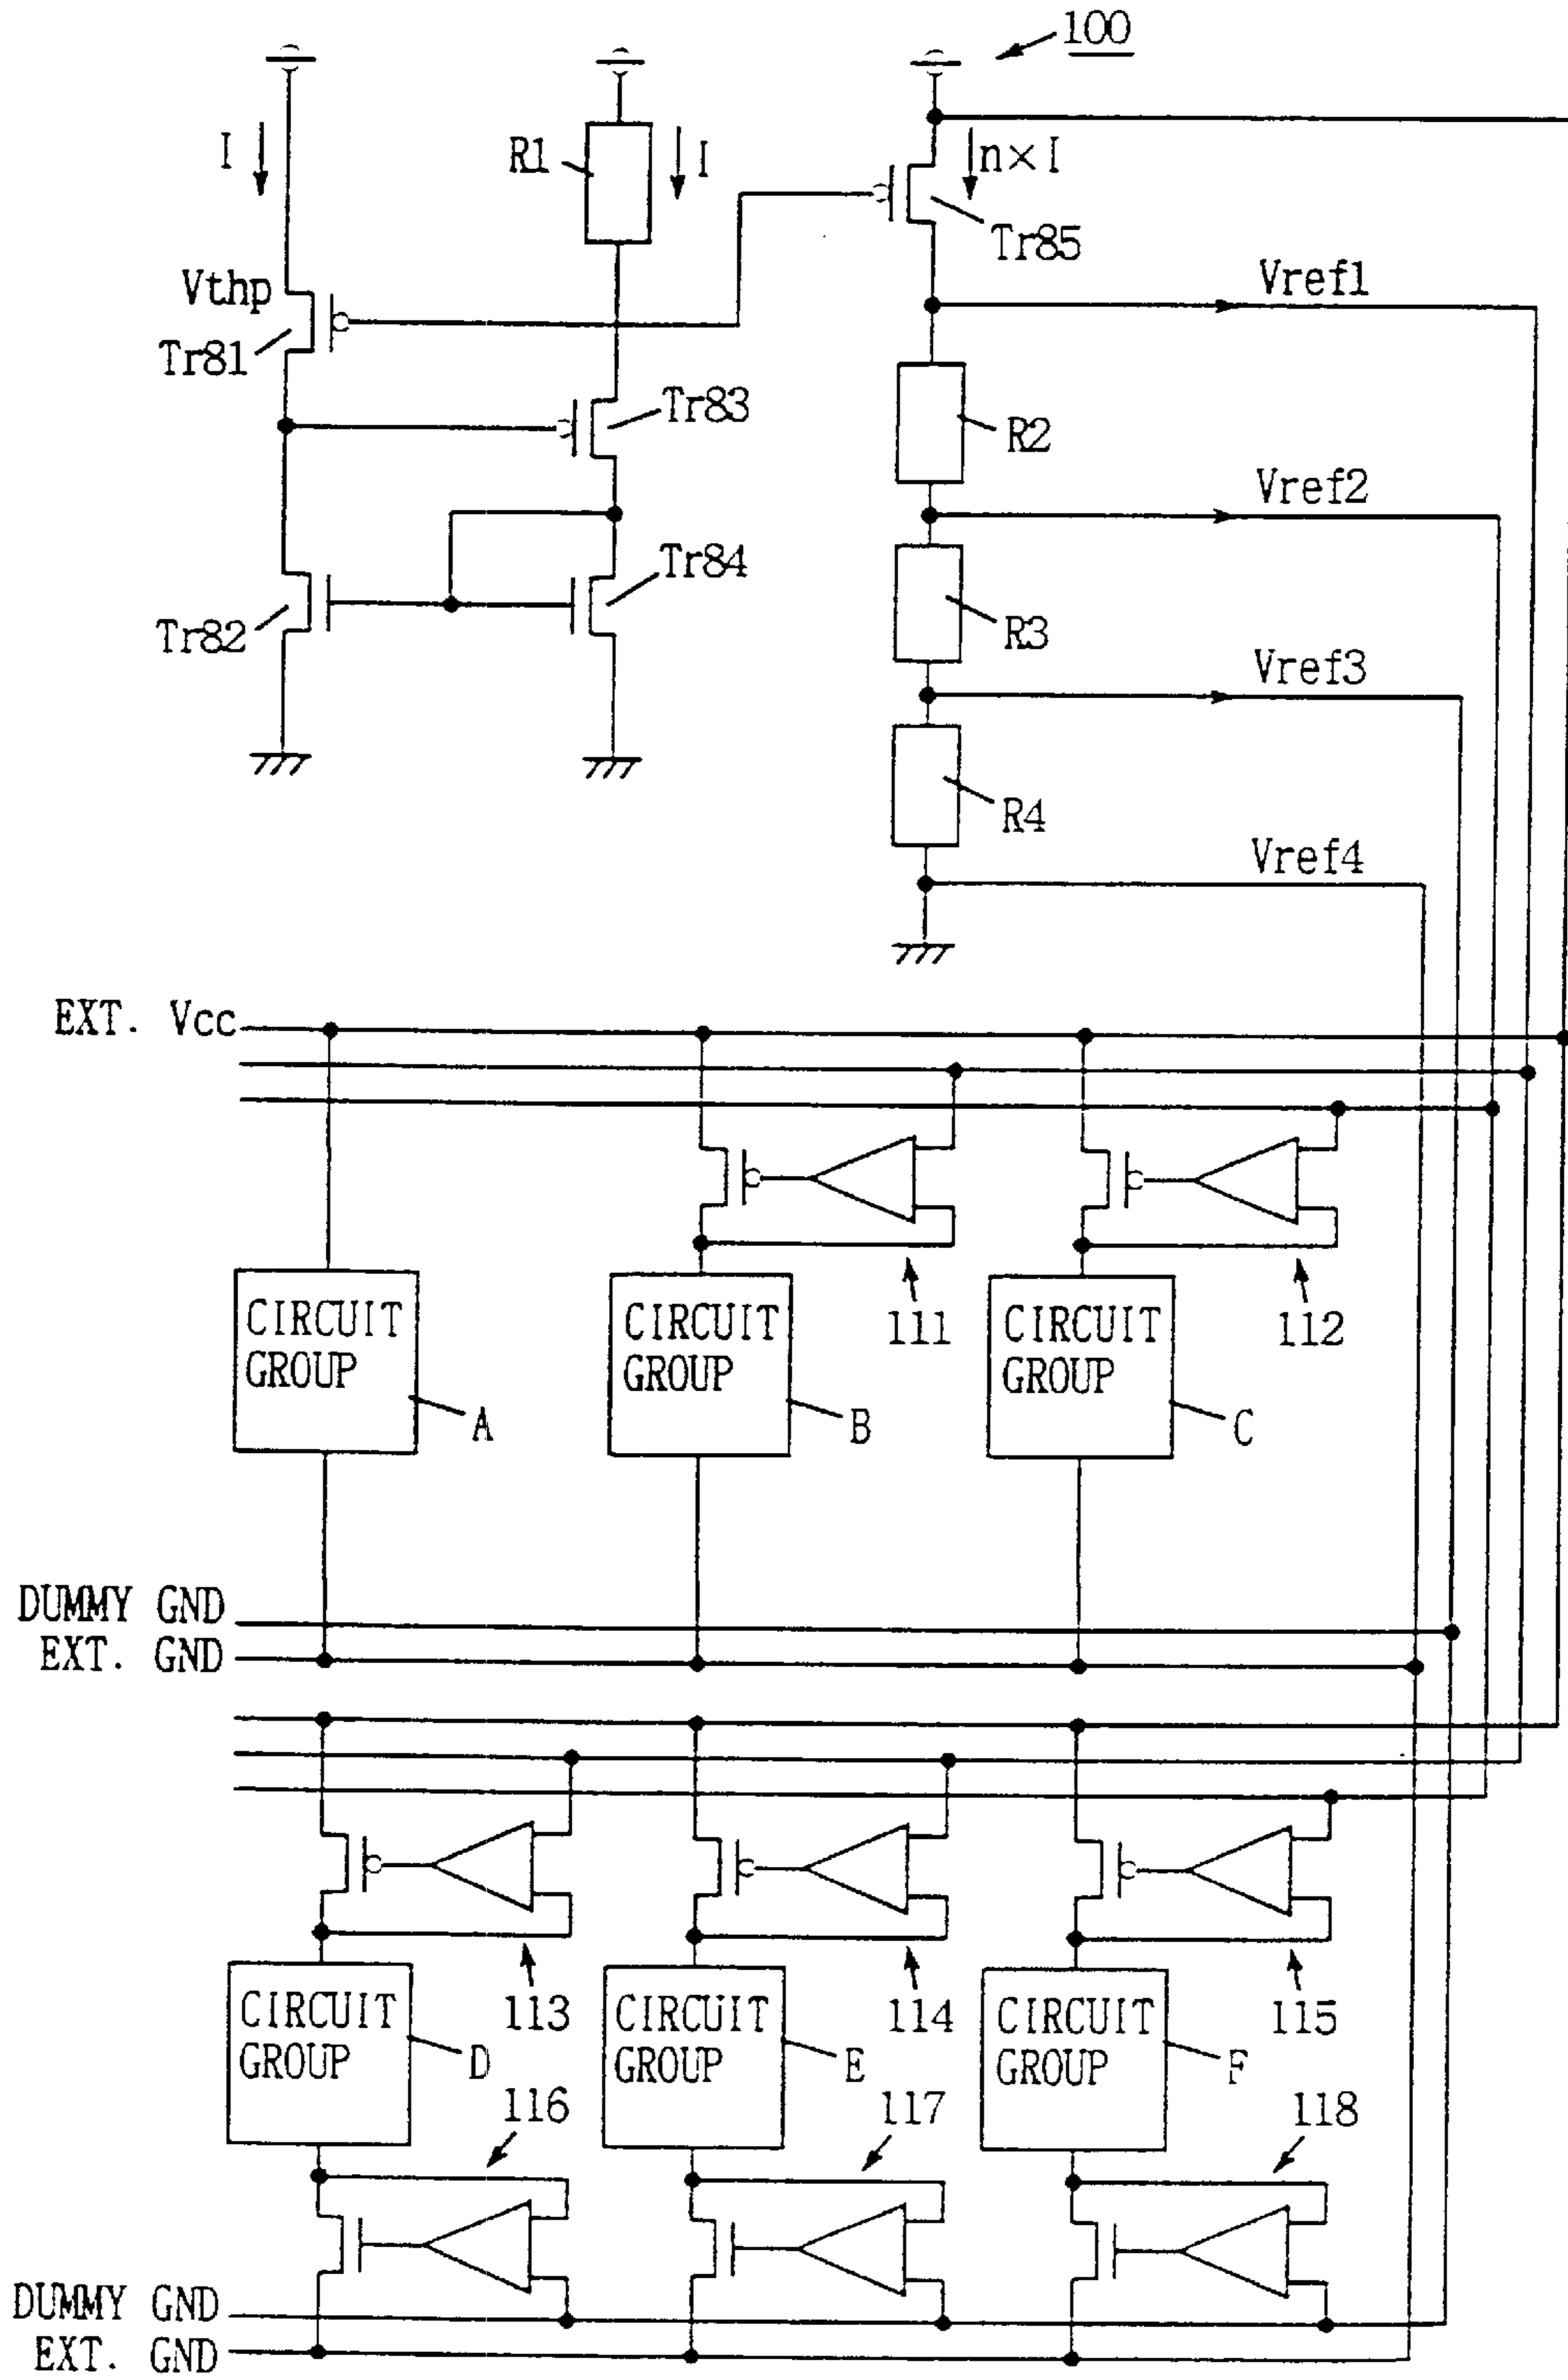 100
I
R1
I
n×I
Tr85
Vthp
Vref1
Tr81
Tr83
R2
Vref2
Tr84
Tr82
R3
Vref3
R4
Vref4
EXT. Vcc
CIRCUIT
GROUP
A
CIRCUIT
GROUP
B
111
CIRCUIT
GROUP
C
112
DUMMY GND
EXT. GND
CIRCUIT
GROUP
D
113
CIRCUIT
GROUP
E
114
CIRCUIT
GROUP
F
115
116
117
118
DUMMY GND
EXT. GND